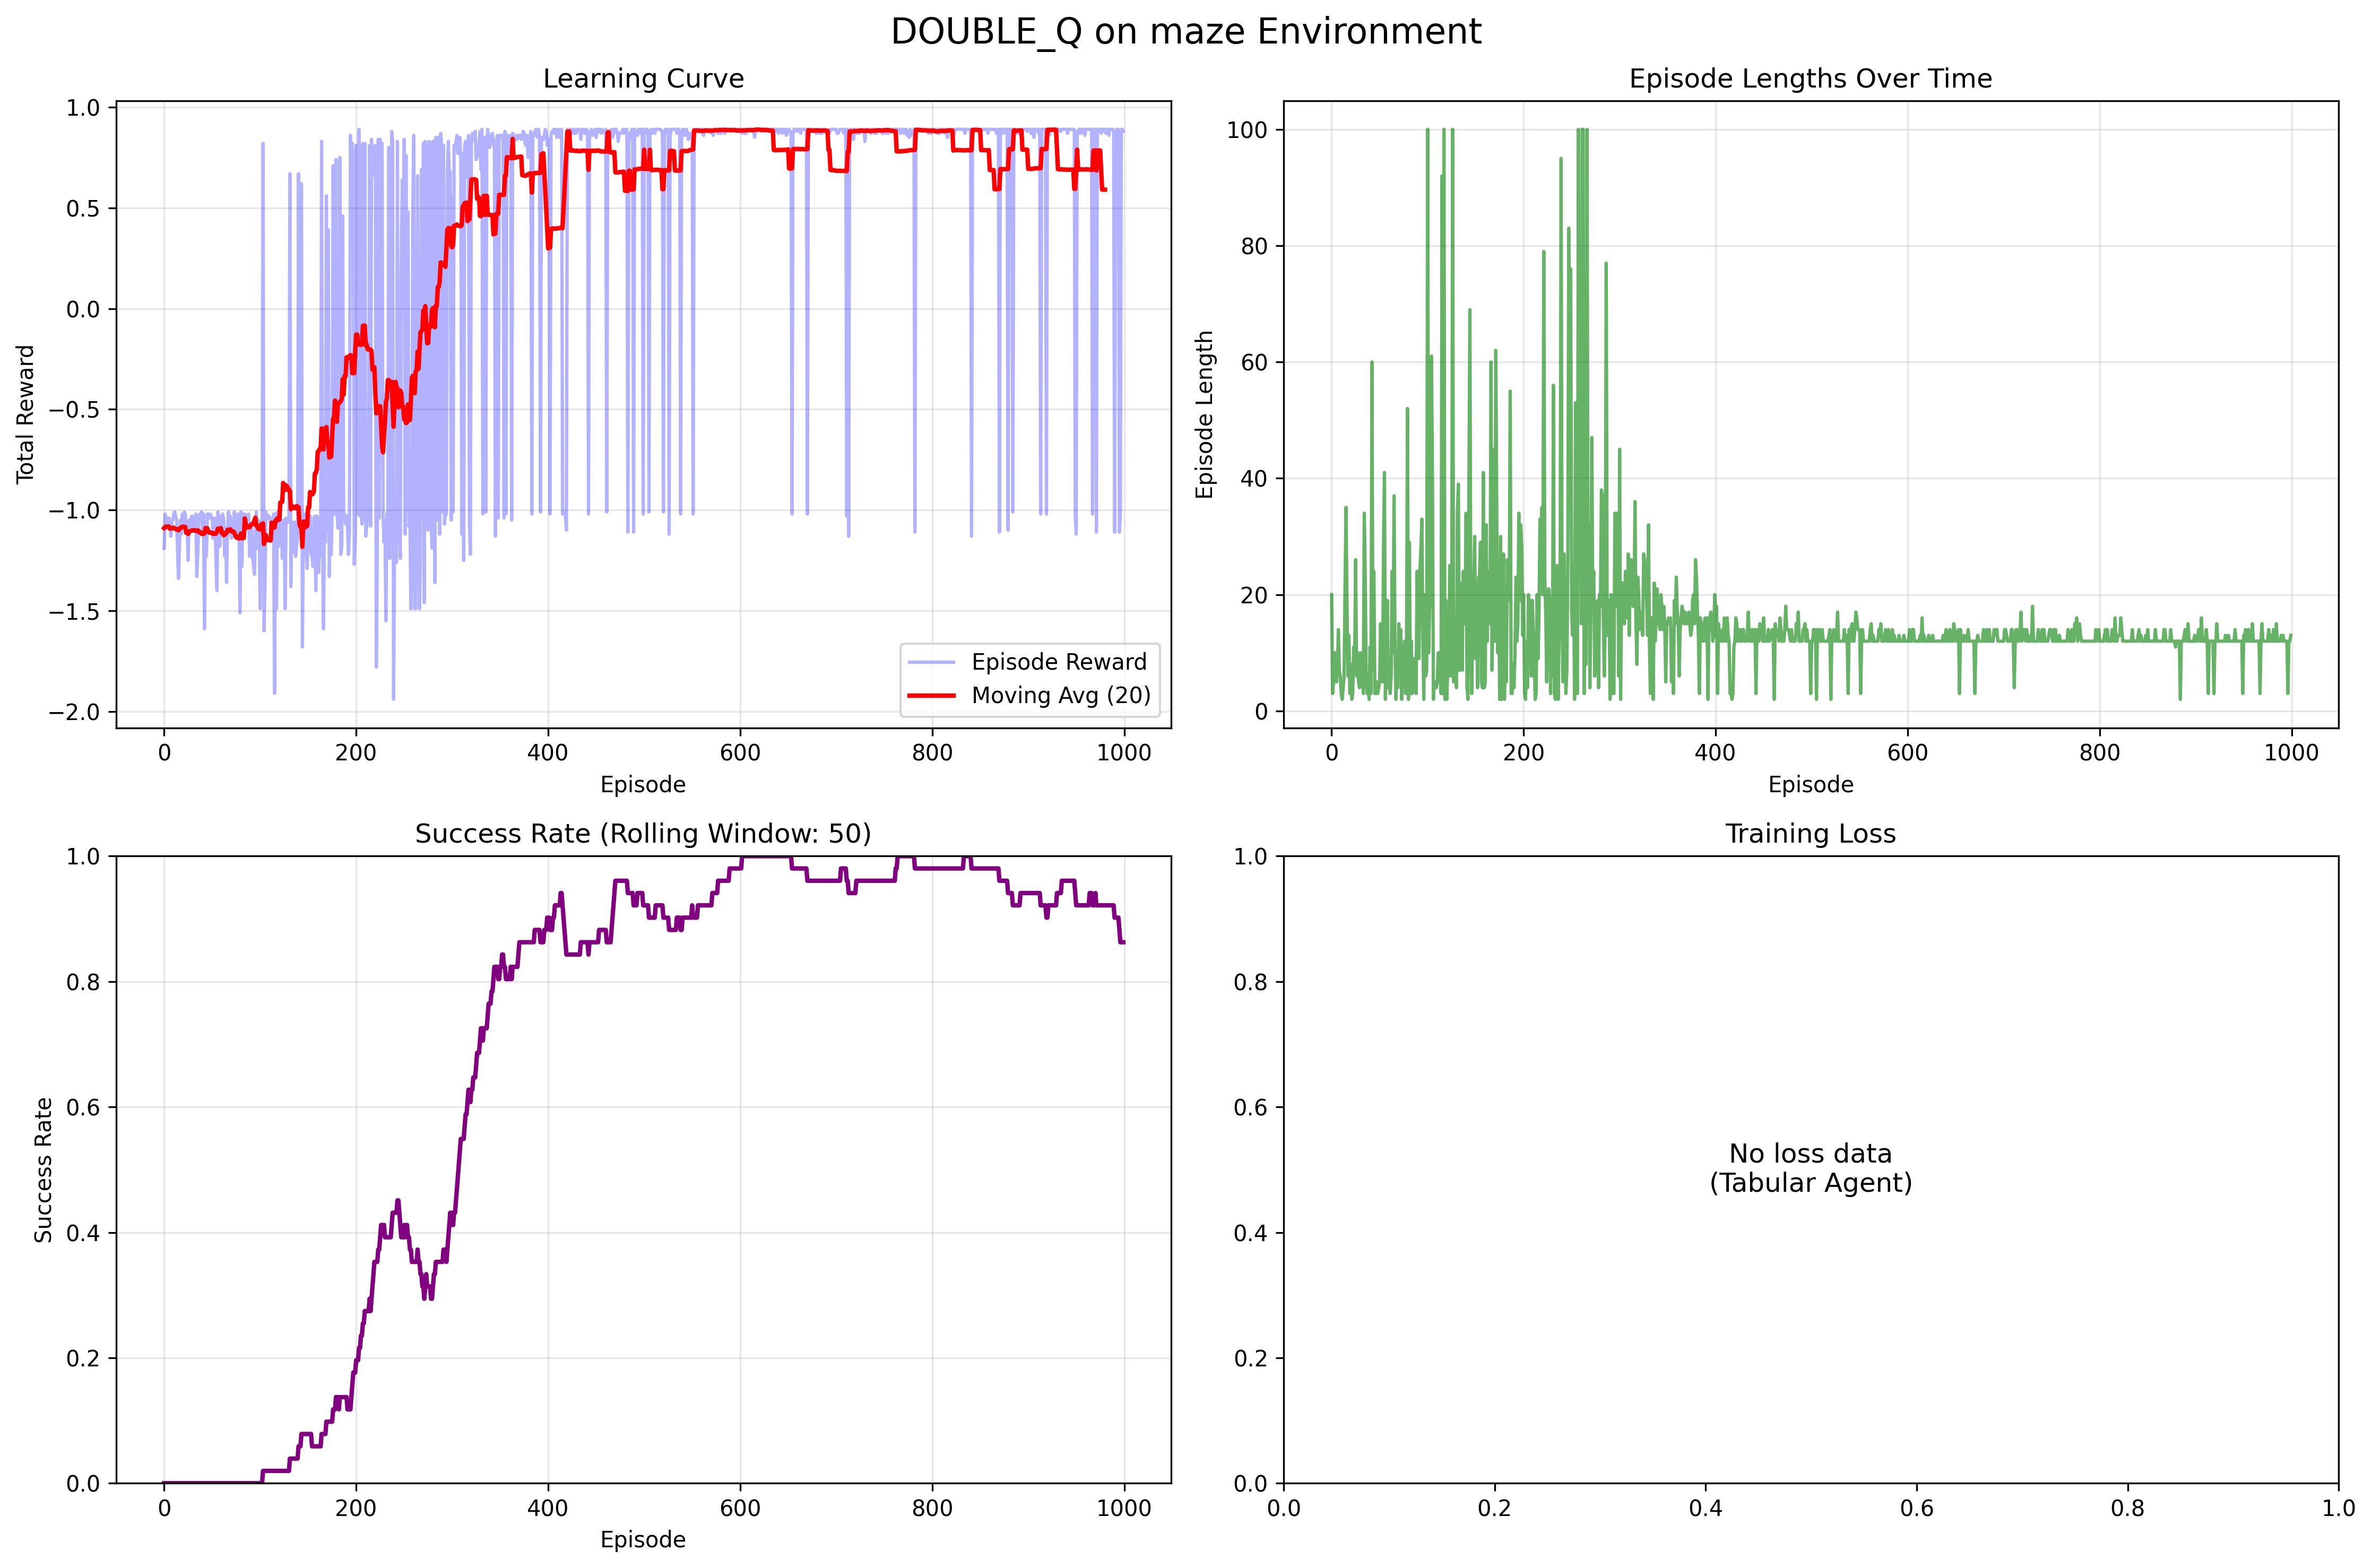 DOUBLE_Q on maze Environment
Learning Curve
1.0
0.5
0.0
−0.5
−1.0
−1.5
−2.0
Total Reward
Episode Reward
Moving Avg (20)
0 200 400 600 800 1000
Episode
Episode Lengths Over Time
100
80
60
40
20
0
Episode Length
0 200 400 600 800 1000
Episode
Success Rate (Rolling Window: 50)
1.0
0.8
0.6
0.4
0.2
0.0
Success Rate
0 200 400 600 800 1000
Episode
Training Loss
1.0
0.8
0.6
0.4
0.2
0.0
No loss data
(Tabular Agent)
0.0 0.2 0.4 0.6 0.8 1.0